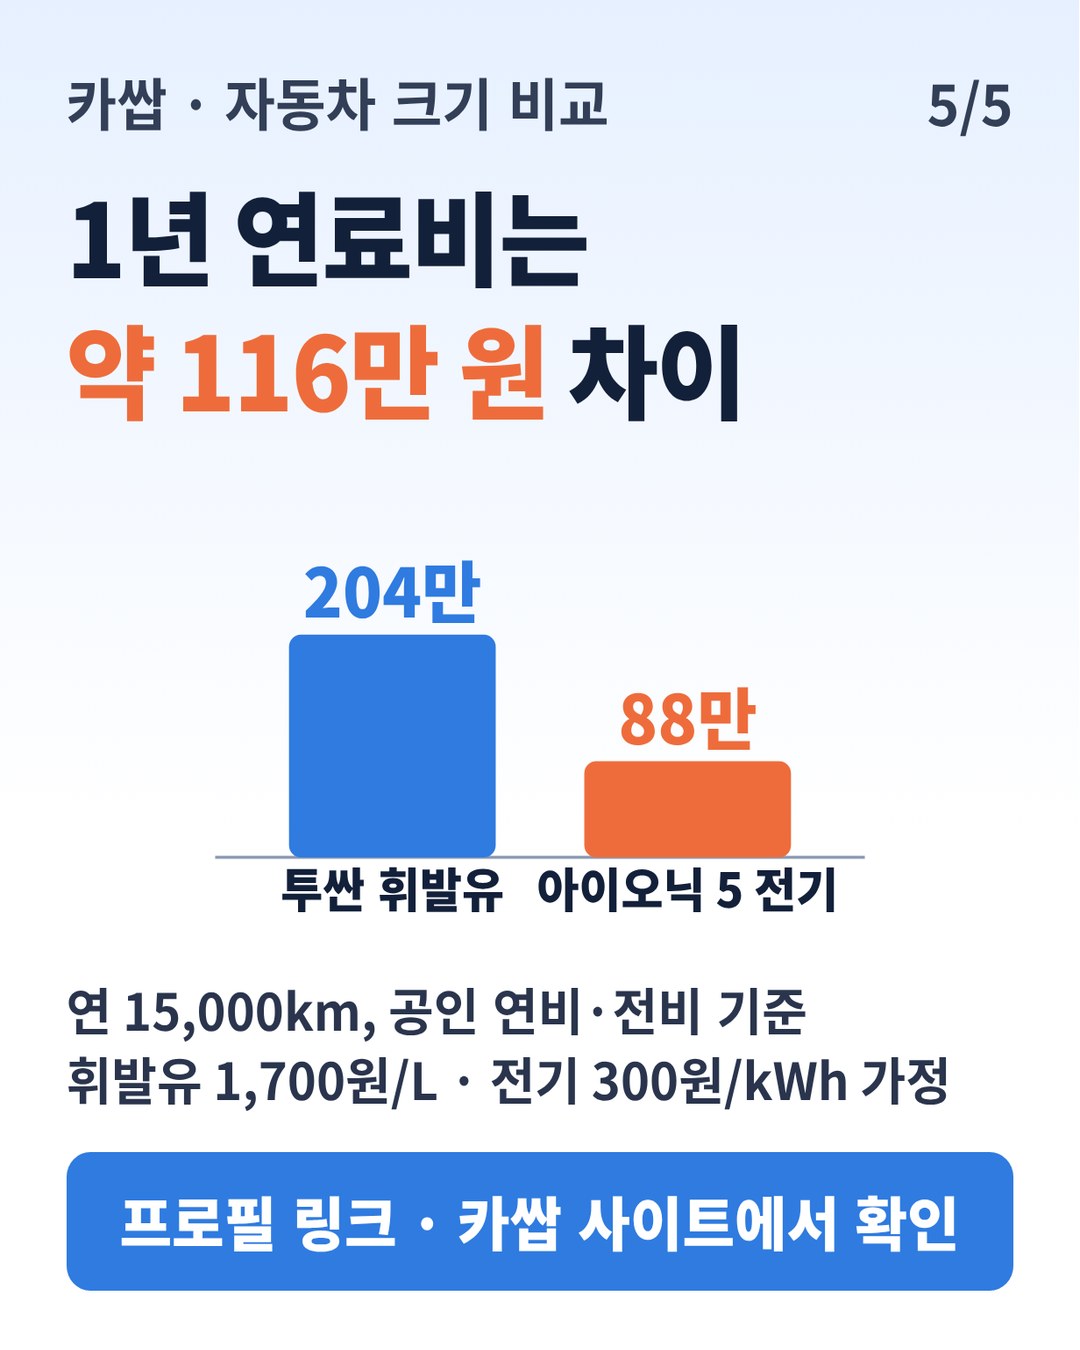 카쌉 · 자동차 크기 비교
5/5
1년 연료비는
약 116만 원 차이
204만
88만
투싼 휘발유
아이오닉 5 전기
연 15,000km, 공인 연비·전비 기준
휘발유 1,700원/L · 전기 300원/kWh 가정
프로필 링크 · 카쌉 사이트에서 확인